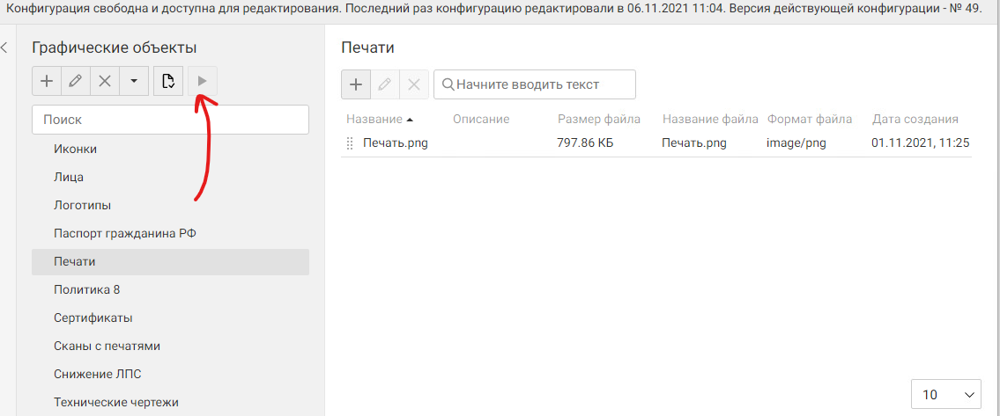 Конфигурация свободна и доступна для редактирования. Последний раз конфигурацию редактировали в 06.11.2021 11:04. Версия действующей конфигурации - № 49.
Графические объекты
Поиск
Иконки
Лица
Логотипы
Паспорт гражданина РФ
Печати
Политика 8
Сертификаты
Сканы с печатями
Снижение ЛПС
Технические чертежи
Печати
Начните вводить текст
Название Описание Размер файла Название файла Формат файла Дата создания
Печать.png 797.86 КБ Печать.png image/png 01.11.2021, 11:25
10